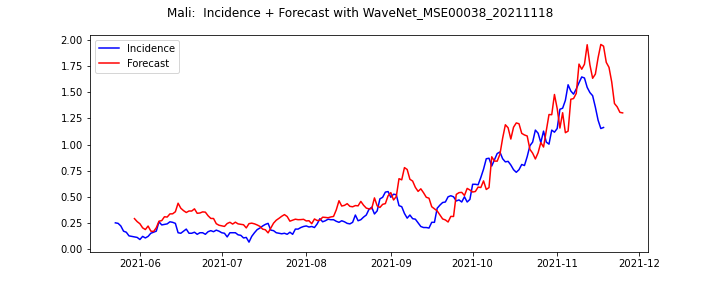 Mali:  Incidence + Forecast with WaveNet_MSE00038_20211118
2.00
1.75
1.50
1.25
1.00
0.75
0.50
0.25
0.00
Incidence
Forecast
2021-06 2021-07 2021-08 2021-09 2021-10 2021-11 2021-12